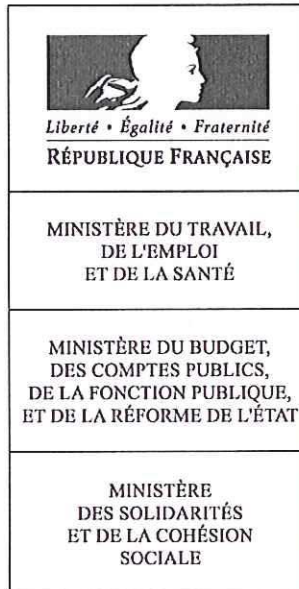 Liberté • Égalité • Fraternité
RÉPUBLIQUE FRANÇAISE
MINISTÈRE DU TRAVAIL,
DE L'EMPLOI
ET DE LA SANTÉ
MINISTÈRE DU BUDGET,
DES COMPTES PUBLICS,
DE LA FONCTION PUBLIQUE,
ET DE LA RÉFORME DE L'ÉTAT
MINISTÈRE
DES SOLIDARITÉS
ET DE LA COHÉSION
SOCIALE